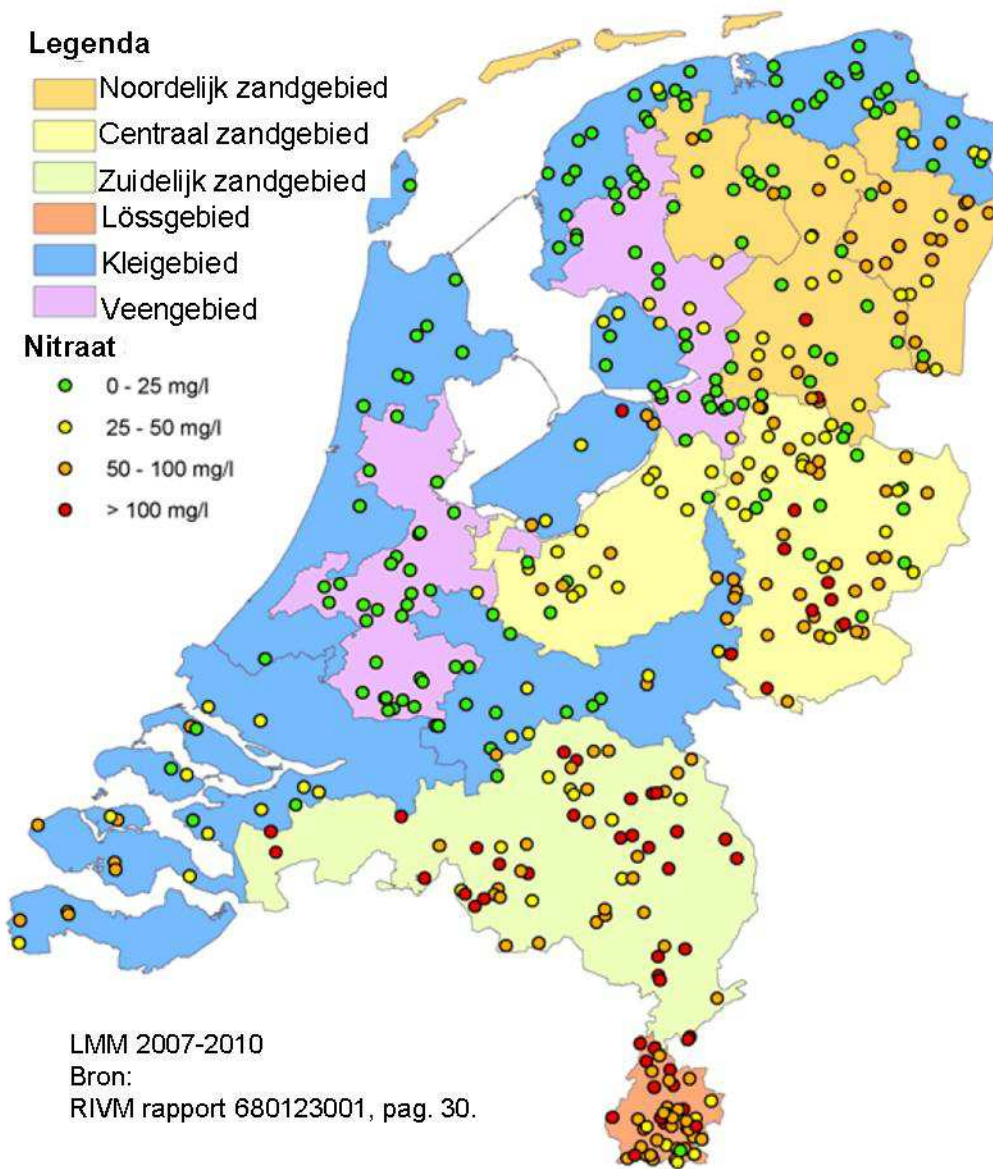 Legenda
Noordelijk zandgebied
Centraal zandgebied
Zuidelijk zandgebied
Lössgebied
Kleigebied
Veengebied
Nitraat
0 - 25 mg/l
25 - 50 mg/l
50 - 100 mg/l
> 100 mg/l
LMM 2007-2010
Bron:
RIVM rapport 680123001, pag. 30.